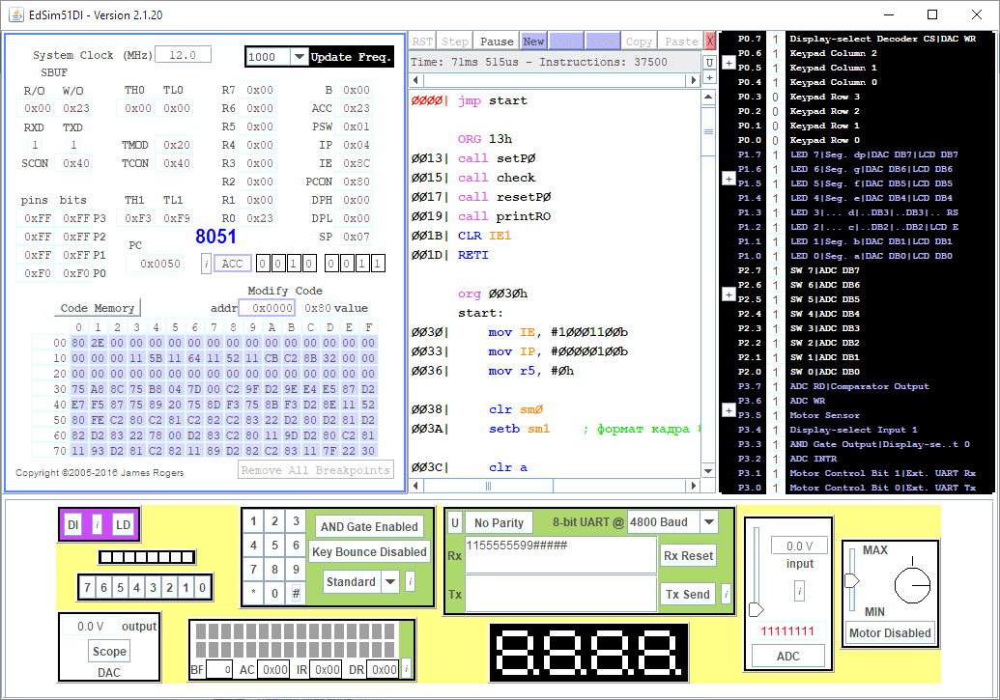 EdSim51DI - Version 2.1.20
System Clock (MHz) 12.0 1000 Update Freq.
SBUF
R/O W/O TH0 TL0 R7 0x00 B 0x00
0x00 0x23 0x00 0x00 R6 0x00 ACC 0x23
RXD TXD R5 0x00 PSW 0x01
1 1 TMOD 0x20 R4 0x00 IP 0x04
SCON 0x40 TCON 0x40 R3 0x00 IE 0x8C
R2 0x00 PCON 0x80
pins bits TH1 TL1 R1 0x00 DPH 0x00
0xFF 0xFF P3 0xF3 0xF9 R0 0x23 DPL 0x00
0xFF 0xFF P2 8051 SP 0x07
0xFF 0xFF P1 PC
0xF0 0xF0 P0 0x0050 i ACC 0 0 1 0 0 0 1 1
Modify Code
Code Memory addr 0x0000 0x80 value
0 1 2 3 4 5 6 7 8 9 A B C D E F
00 80 2E 00 00 00 00 00 00 00 00 00 00 00 00 00 00
10 00 00 00 11 5B 11 64 11 52 11 CB C2 8B 32 00 00
20 00 00 00 00 00 00 00 00 00 00 00 00 00 00 00 00
30 75 A8 8C 75 B8 04 7D 00 C2 9F D2 9E E4 E5 87 D2
40 E7 F5 87 75 89 20 75 8D F3 75 8B F3 D2 8E 11 52
50 80 FE C2 80 C2 81 C2 82 C2 83 22 D2 80 D2 81 D2
60 82 D2 83 22 78 00 D2 83 C2 80 11 9D D2 80 C2 81
70 11 93 D2 81 C2 82 11 89 D2 82 C2 83 11 7F 22 30
Copyright ©2005-2016 James Rogers Remove All Breakpoints
RST Step Pause New Copy Paste X
Time: 71ms 515us - Instructions: 37500 U
0000| jmp start
ORG 13h
0013| call setP0
0015| call check
0017| call resetP0
0019| call printRO
001B| CLR IE1
001D| RETI
org 0030h
start:
0030| mov IE, #10001100b
0033| mov IP, #00000100b
0036| mov r5, #0h
0038| clr sm0
003A| setb sm1 ; формат кадра 8
003C| clr a
P0.7 1 Display-select Decoder CS|DAC WR
P0.6 1 Keypad Column 2
P0.5 1 Keypad Column 1
P0.4 1 Keypad Column 0
P0.3 0 Keypad Row 3
P0.2 0 Keypad Row 2
P0.1 0 Keypad Row 1
P0.0 0 Keypad Row 0
P1.7 1 LED 7|Seg. dp|DAC DB7|LCD DB7
P1.6 1 LED 6|Seg. g|DAC DB6|LCD DB6
P1.5 1 LED 5|Seg. f|DAC DB5|LCD DB5
P1.4 1 LED 4|Seg. e|DAC DB4|LCD DB4
P1.3 1 LED 3|... d|..DB3|..DB3|.. RS
P1.2 1 LED 2|... c|..DB2|..DB2|LCD E
P1.1 1 LED 1|Seg. b|DAC DB1|LCD DB1
P1.0 1 LED 0|Seg. a|DAC DB0|LCD DB0
P2.7 1 SW 7|ADC DB7
P2.6 1 SW 6|ADC DB6
P2.5 1 SW 5|ADC DB5
P2.4 1 SW 4|ADC DB4
P2.3 1 SW 3|ADC DB3
P2.2 1 SW 2|ADC DB2
P2.1 1 SW 1|ADC DB1
P2.0 1 SW 0|ADC DB0
P3.7 1 ADC RD|Comparator Output
P3.6 1 ADC WR
P3.5 1 Motor Sensor
P3.4 1 Display-select Input 1
P3.3 1 AND Gate Output|Display-se..t 0
P3.2 1 ADC INTR
P3.1 1 Motor Control Bit 1|Ext. UART Rx
P3.0 1 Motor Control Bit 0|Ext. UART Tx
DI i LD
7 6 5 4 3 2 1 0
0.0 V output
Scope
DAC
1 2 3
4 5 6
7 8 9
* 0 #
AND Gate Enabled
Key Bounce Disabled
Standard i
BF 0 AC 0x00 IR 0x00 DR 0x00 i
U No Parity 8-bit UART @ 4800 Baud
Rx 1155555599##### Rx Reset
Tx Tx Send i
8.8.8.8.
0.0 V
input
i
11111111
ADC
MAX
MIN
Motor Disabled